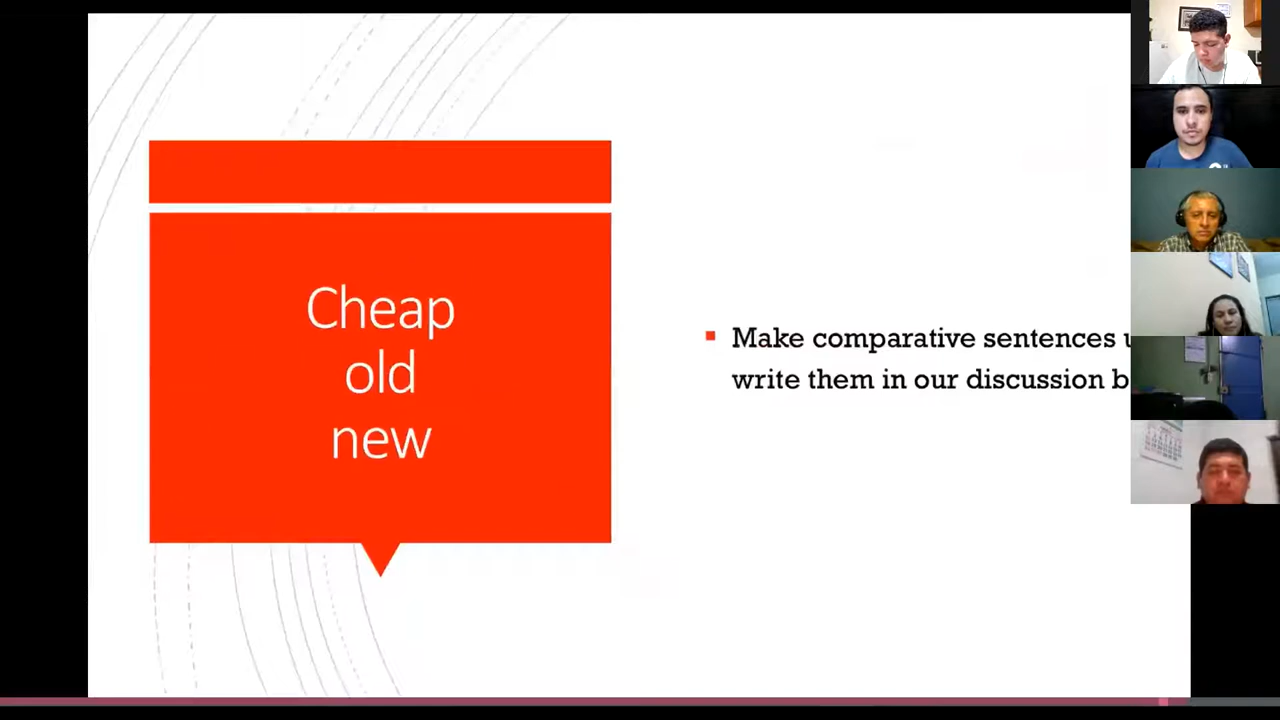 Cheap
old
new
Make comparative sentences
write them in our discussion